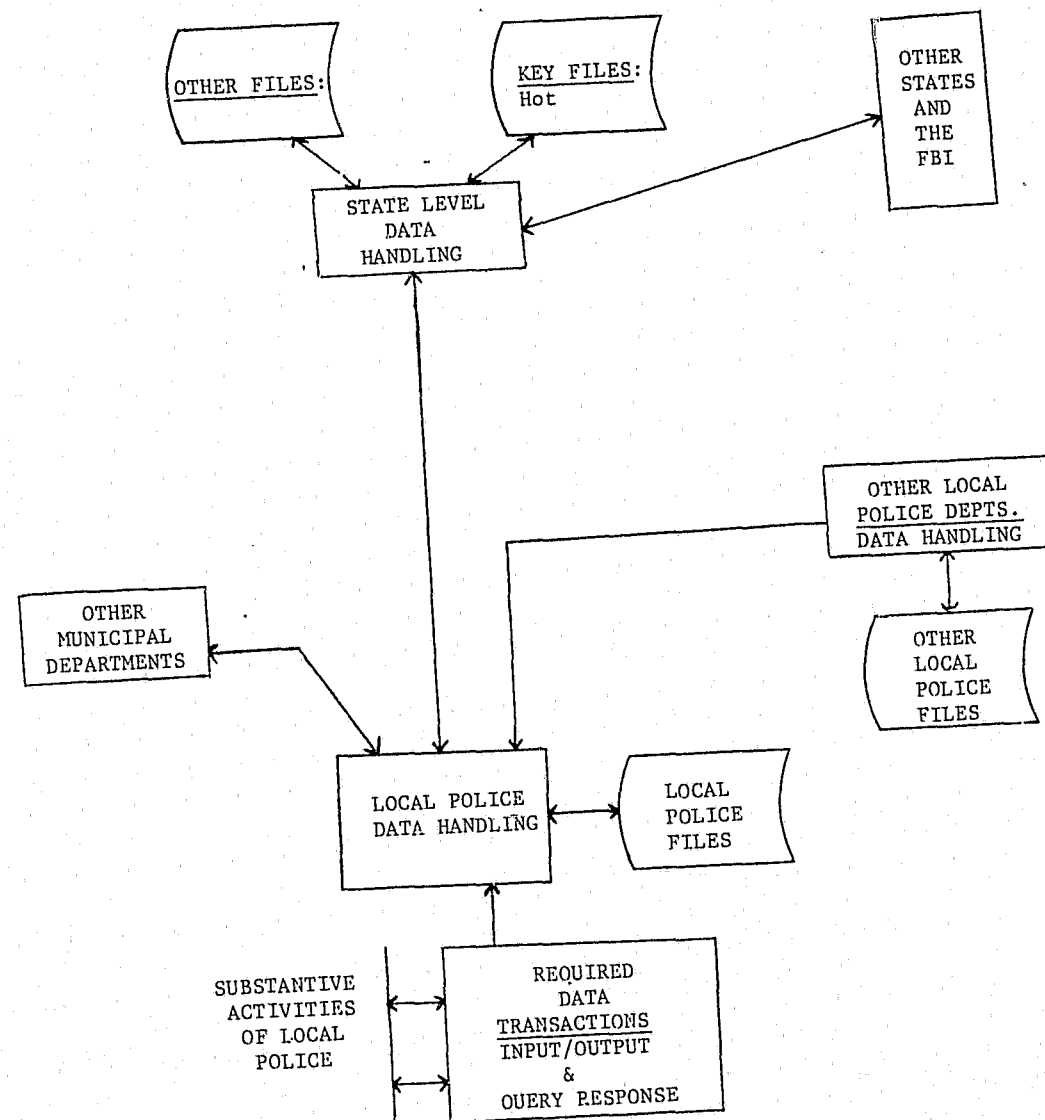 OTHER FILES:
KEY FILES:
Hot
OTHER
STATES
AND
THE
FBI
STATE LEVEL
DATA
HANDLING
OTHER LOCAL
POLICE DEPTS.
DATA HANDLING
OTHER
MUNICIPAL
DEPARTMENTS
OTHER
LOCAL
POLICE
FILES
LOCAL POLICE
DATA HANDLING
LOCAL
POLICE
FILES
SUBSTANTIVE
ACTIVITIES
OF LOCAL
POLICE
REQUIRED
DATA
TRANSACTIONS
INPUT/OUTPUT
&
QUERY RESPONSE